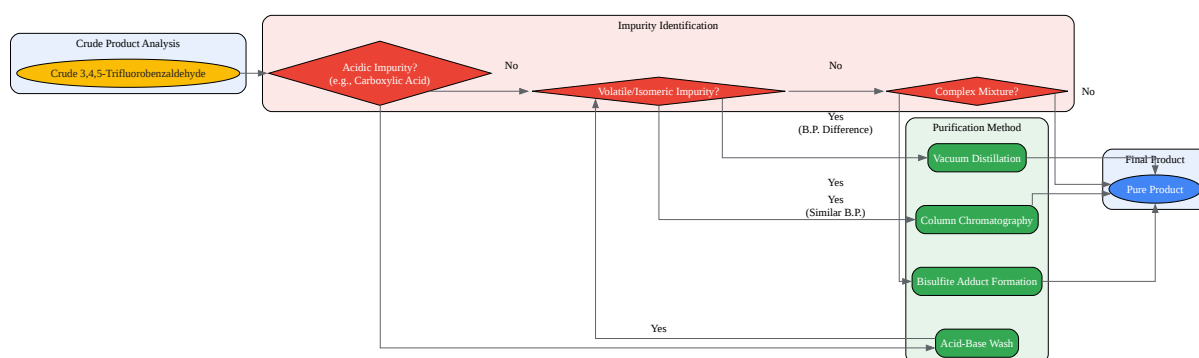 Impurity Identification
Crude Product Analysis
Crude 3,4,5-Trifluorobenzaldehyde
Acidic Impurity?
(e.g., Carboxylic Acid)
No
Volatile/Isomeric Impurity?
No
Complex Mixture?
No
Yes
(B.P. Difference)
Purification Method
Vacuum Distillation
Final Product
Pure Product
Yes
Yes
(Similar B.P.)
Column Chromatography
Bisulfite Adduct Formation
Yes
Acid-Base Wash